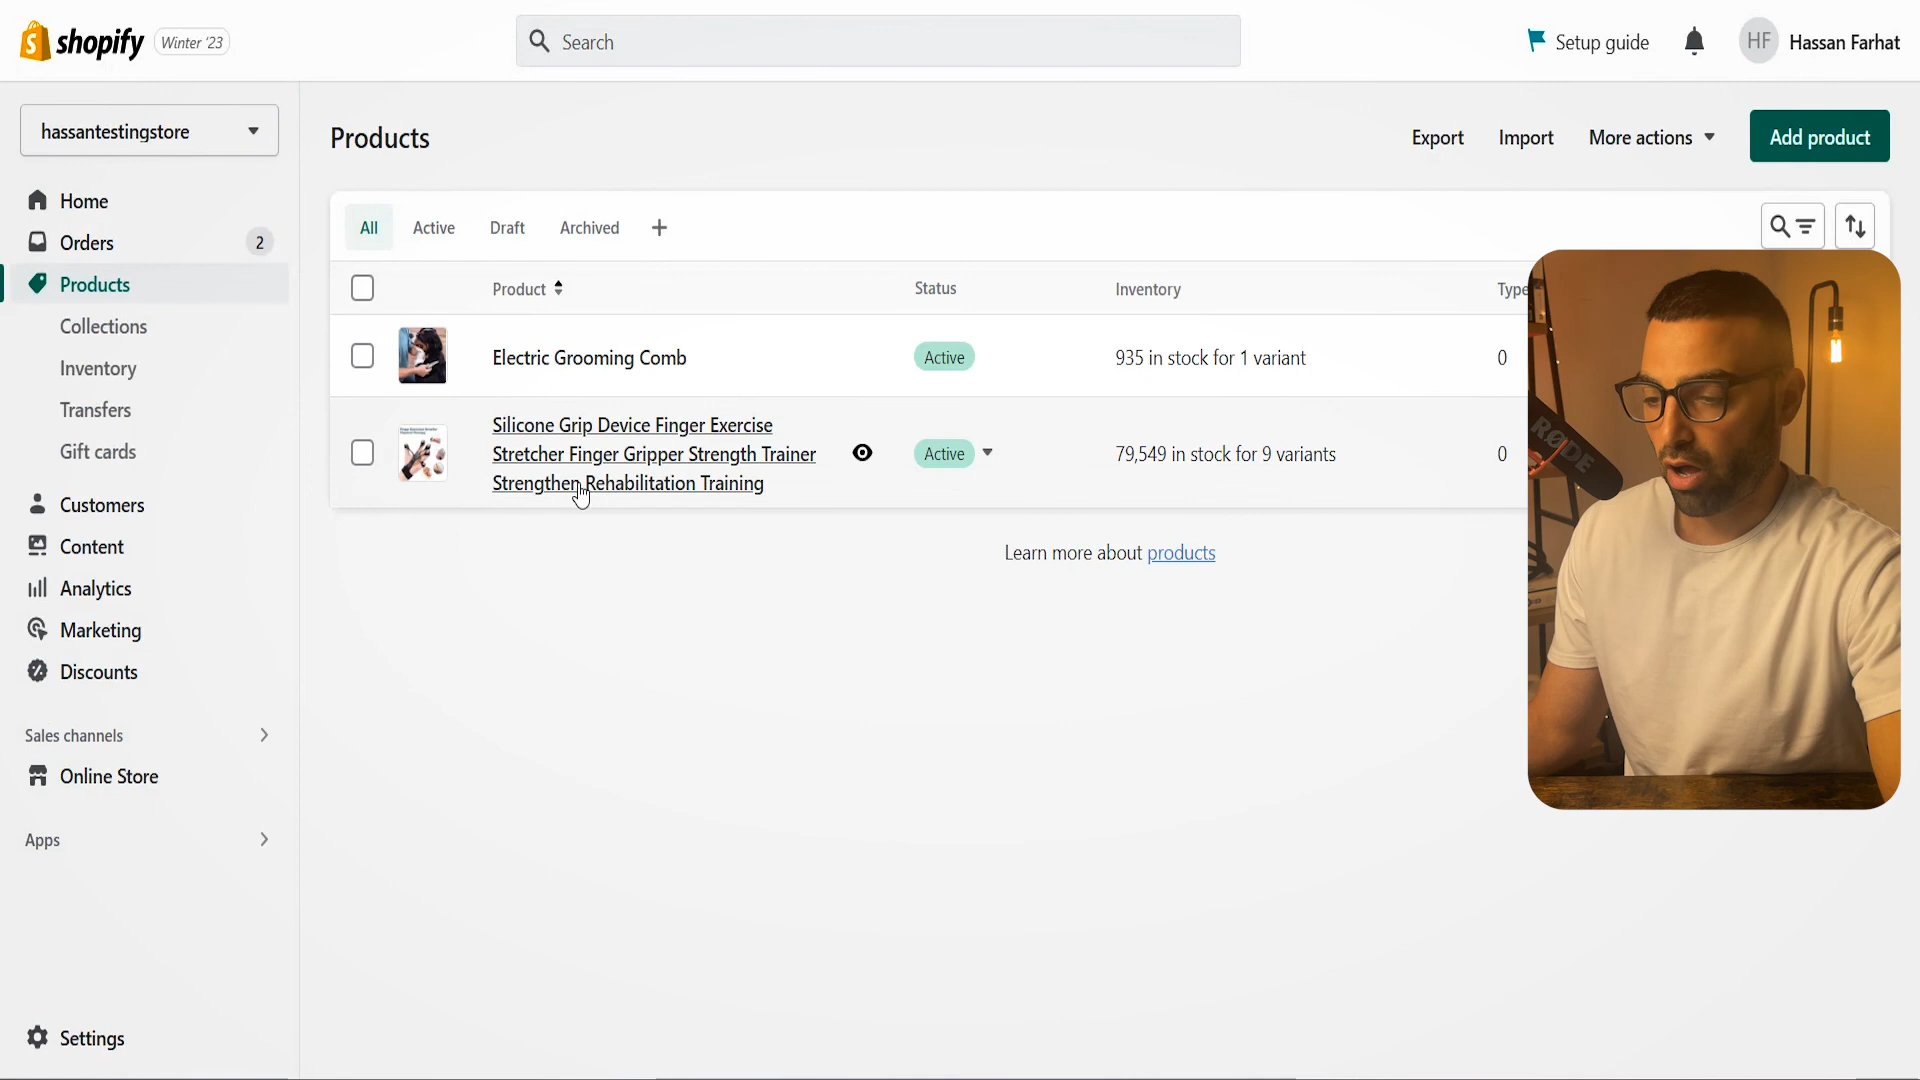 shopify
Winter '23
Search
Setup guide
HF
Hassan Farhat
hassantestingstore
Home
Orders
2
Products
Collections
Inventory
Transfers
Gift cards
Customers
Content
Analytics
Marketing
Discounts
Sales channels
Online Store
Apps
Settings
Products
Export
Import
More actions
Add product
All
Active
Draft
Archived
Product
Status
Inventory
Type
Electric Grooming Comb
Active
935 in stock for 1 variant
0
Silicone Grip Device Finger Exercise
Stretcher Finger Gripper Strength Trainer
Strengthen Rehabilitation Training
Active
79,549 in stock for 9 variants
0
Learn more about products
RØDE